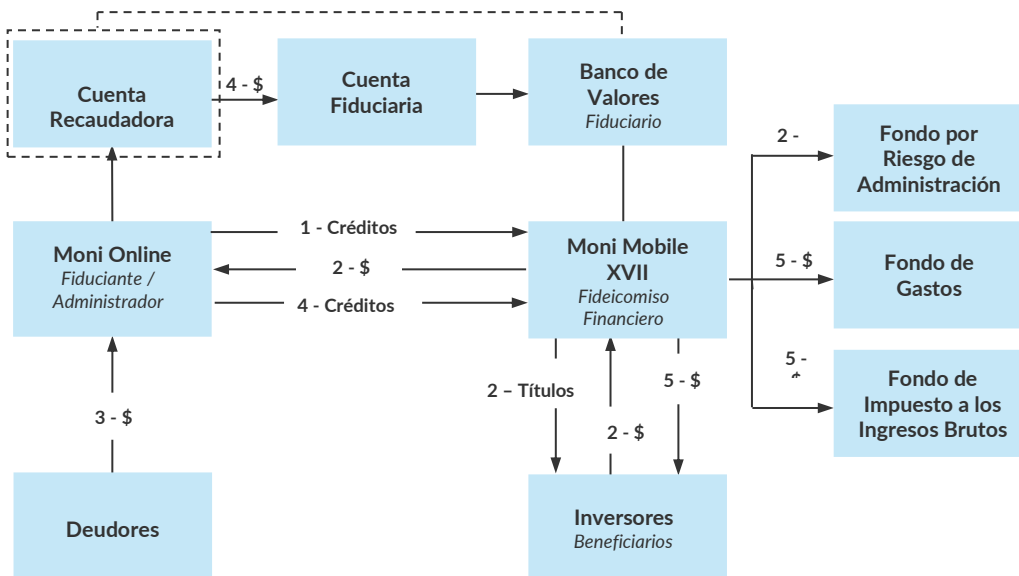 Cuenta
Recaudadora
4 - $
Cuenta
Fiduciaria
Banco de
Valores
Fiduciario
2 -
Fondo por
Riesgo de
Administración
Moni Online
Fiduciante /
Administrador
1 - Créditos
2 - $
4 - Créditos
Moni Mobile
XVII
Fideicomiso
Financiero
5 - $
Fondo de
Gastos
3 - $
2 – Títulos
2 - $
5 - $
5 -
Fondo de
Impuesto a los
Ingresos Brutos
Deudores
Inversores
Beneficiarios